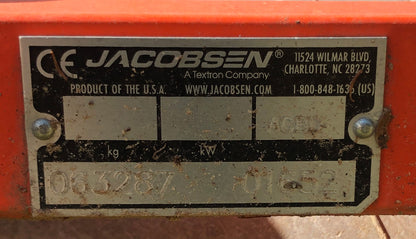 CE JACOBSEN®
A Textron Company
11524 WILMAR BLVD,
CHARLOTTE, NC 28273
PRODUCT OF THE U.S.A.
WWW.JACOBSEN.COM
1-800-848-1636 (US)
kg kW